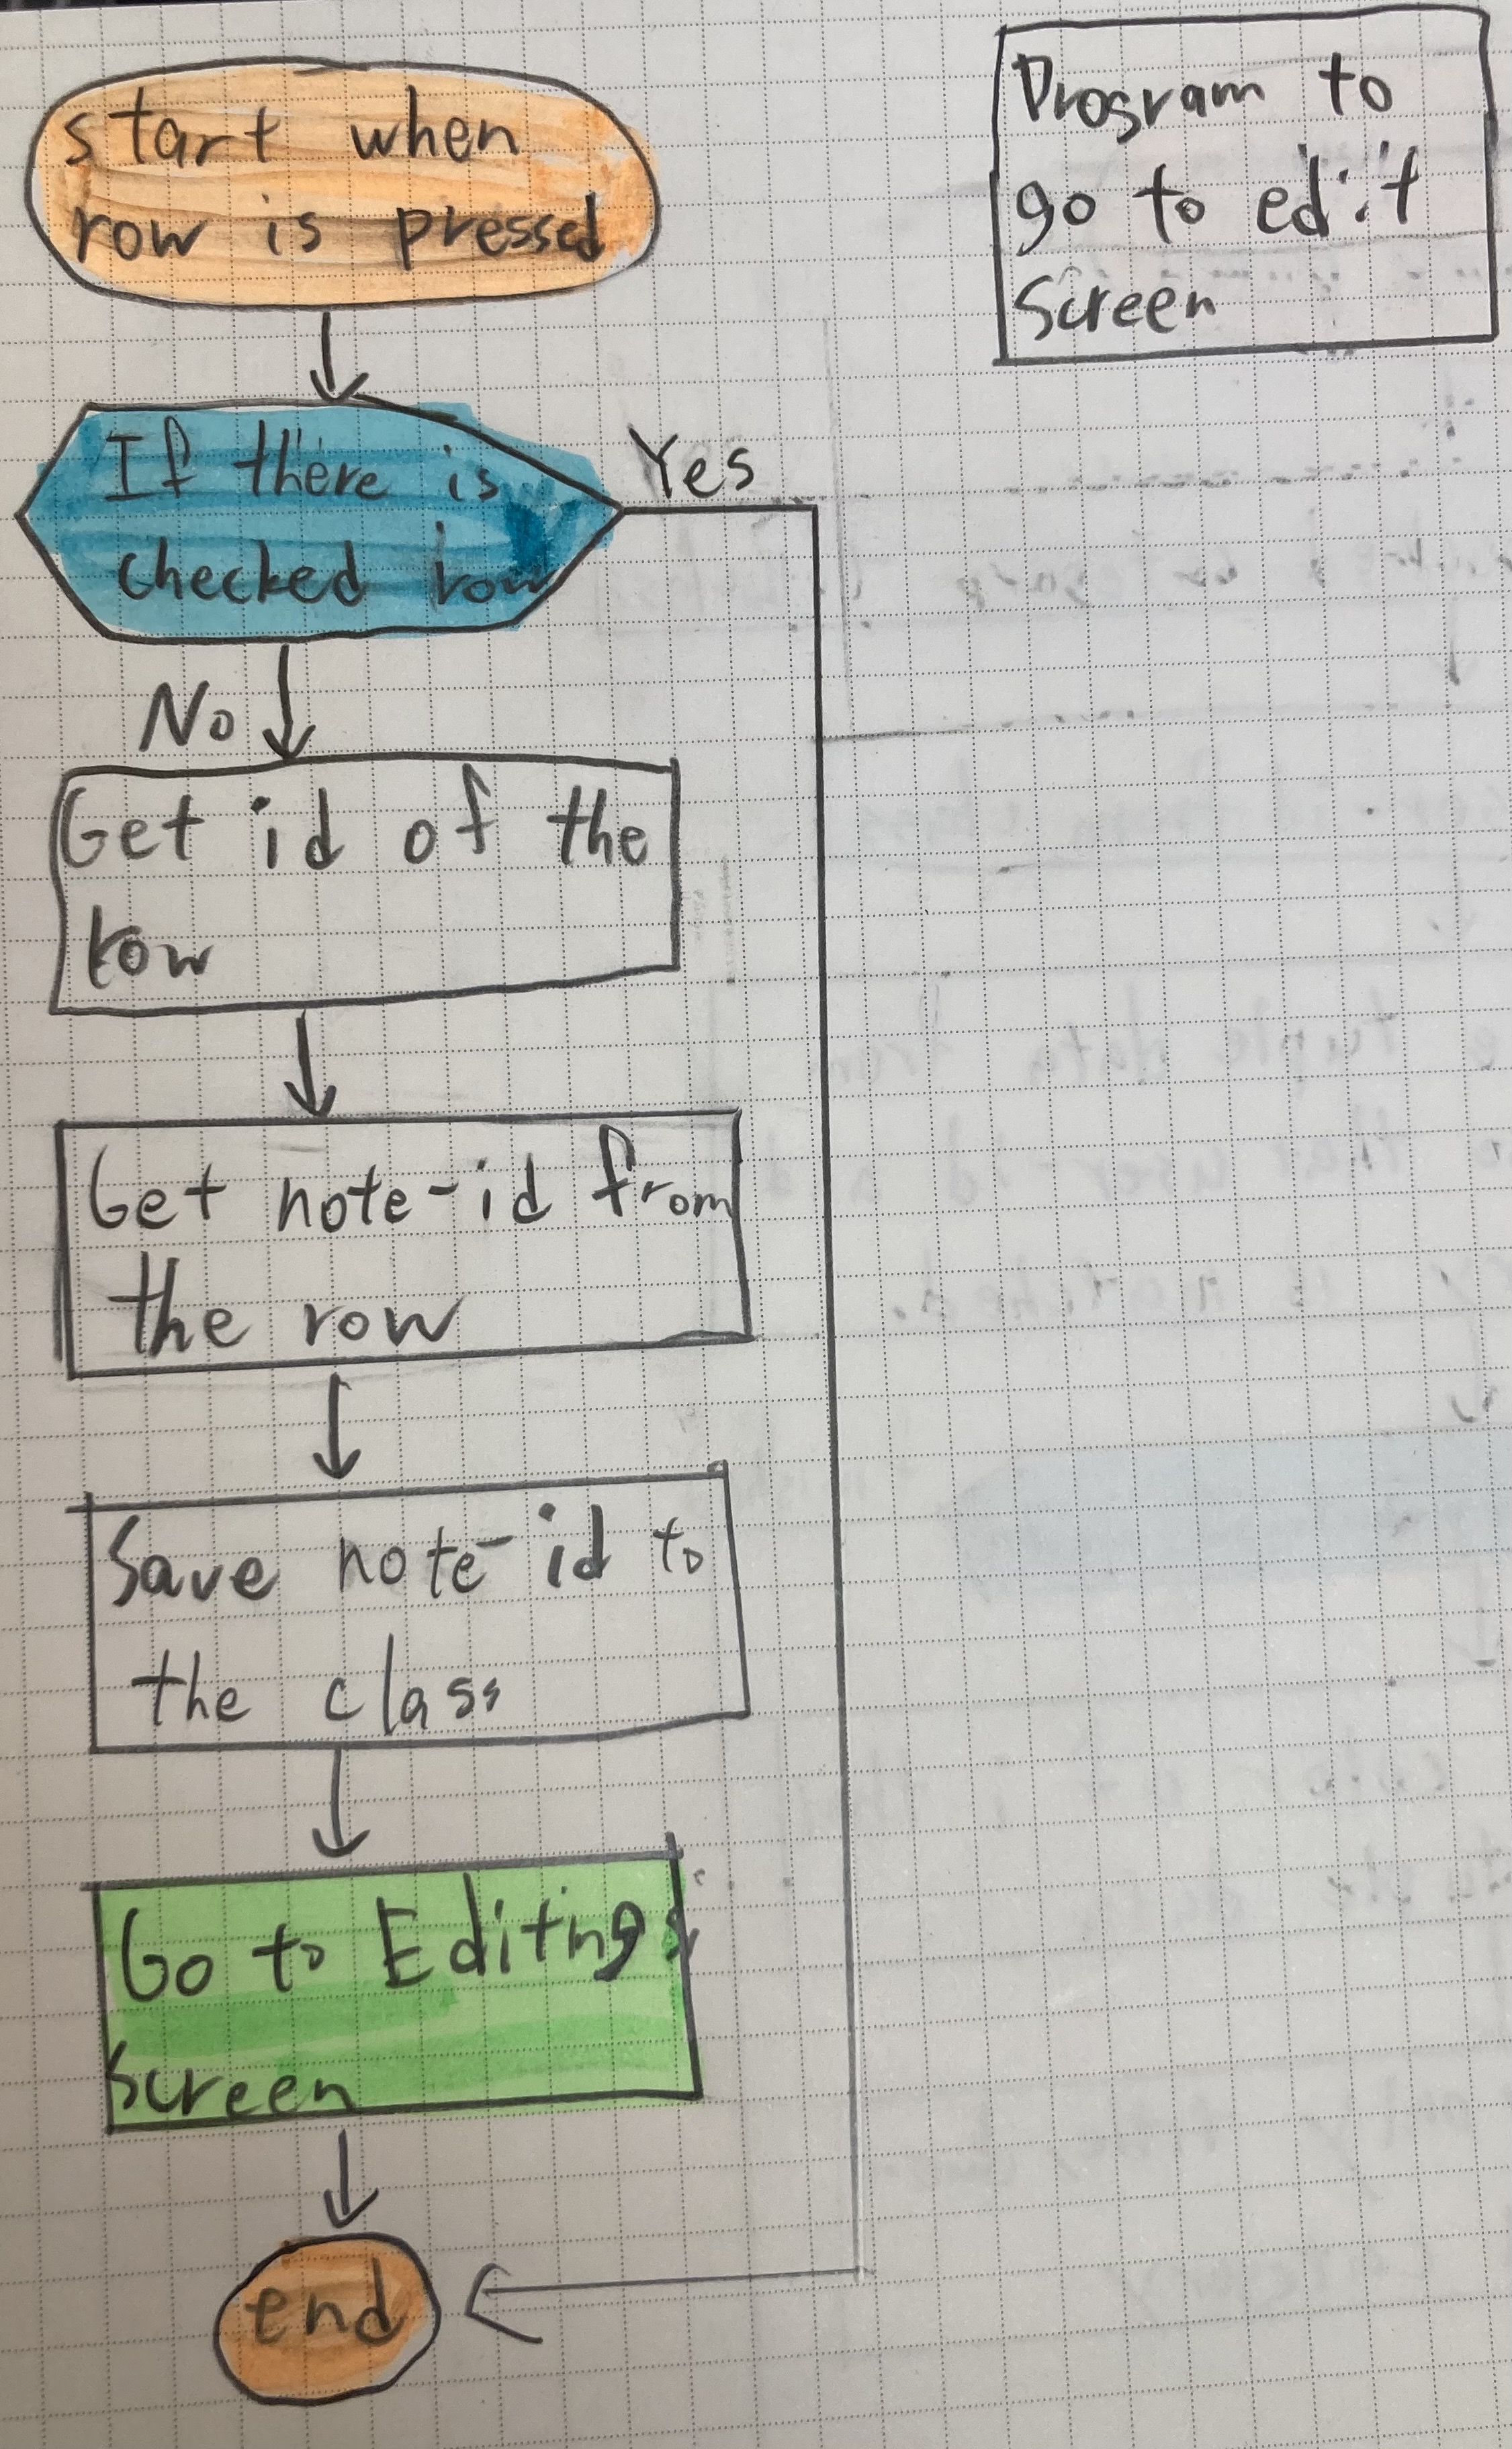 start when
row is pressed
Program to
go to edit
Screen
If there is
checked row
Yes
No
Get id of the
row
Get note-id from
the row
Save note-id to
the class
Go to Editing
Screen
end